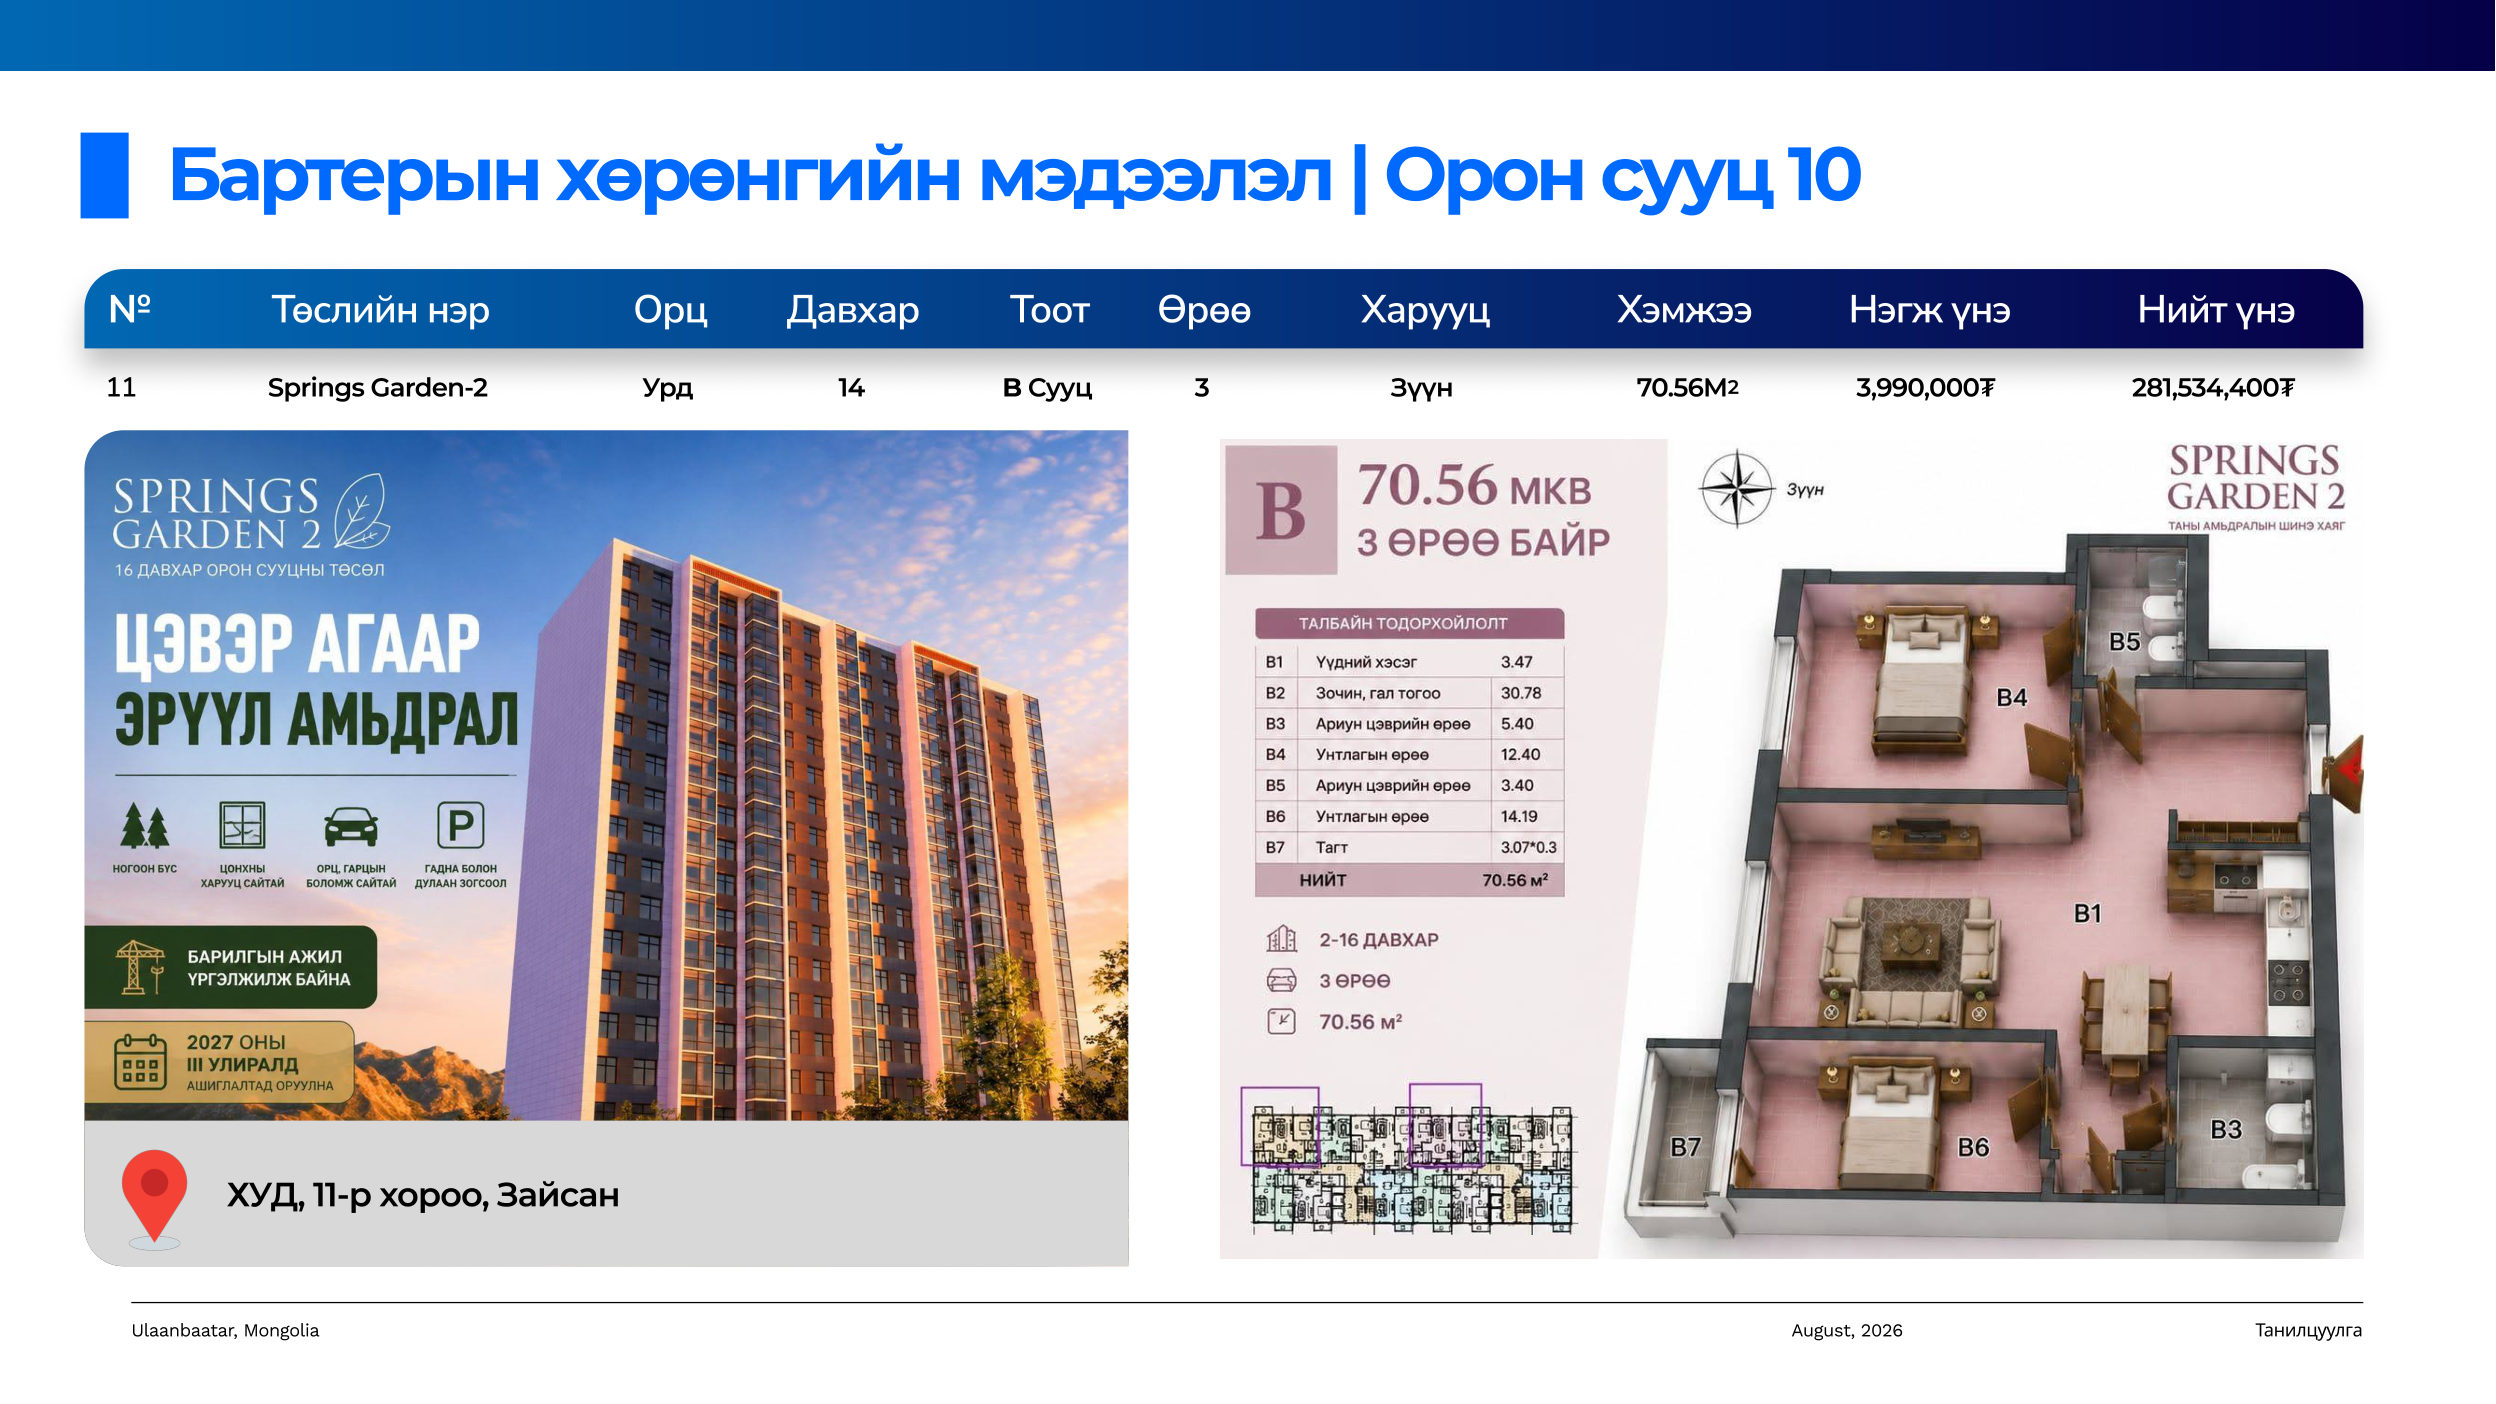 Бартерын хөрөнгийн мэдээлэл | Орон сууц 10
№ Төслийн нэр Орц Давхар Тоот Өрөө Харууц Хэмжээ Нэгж үнэ Нийт үнэ
11 Springs Garden-2 Урд 14 В Сууц 3 Зүүн 70.56М2 3,990,000₮ 281,534,400₮
SPRINGS
GARDEN 2
16 ДАВХАР ОРОН СУУЦНЫ ТӨСӨЛ
ЦЭВЭР АГААР
ЭРҮҮЛ АМЬДРАЛ
НОГООН БҮС
ЦОНХНЫ
ХАРУУЦ САЙТАЙ
ОРЦ, ГАРЦЫН
БОЛОМЖ САЙТАЙ
P
ГАДНА БОЛОН
ДУЛААН ЗОГСООЛ
БАРИЛГЫН АЖИЛ
ҮРГЭЛЖИЛЖ БАЙНА
2027 ОНЫ
III УЛИРАЛД
АШИГЛАЛТАД ОРУУЛНА
ХУД, 11-р хороо, Зайсан
B
70.56 МКВ
3 ӨРӨӨ БАЙР
ТАЛБАЙН ТОДОРХОЙЛОЛТ
B1 Үүдний хэсэг 3.47
B2 Зочин, гал тогоо 30.78
B3 Ариун цэврийн өрөө 5.40
B4 Унтлагын өрөө 12.40
B5 Ариун цэврийн өрөө 3.40
B6 Унтлагын өрөө 14.19
B7 Тагт 3.07*0.3
НИЙТ 70.56 м²
2-16 ДАВХАР
3 ӨРӨӨ
70.56 м²
Зүүн
SPRINGS
GARDEN 2
ТАНЫ АМЬДРАЛЫН ШИНЭ ХАЯГ
B5
B4
B1
B3
B7
B6
Ulaanbaatar, Mongolia
August, 2026
Танилцуулга